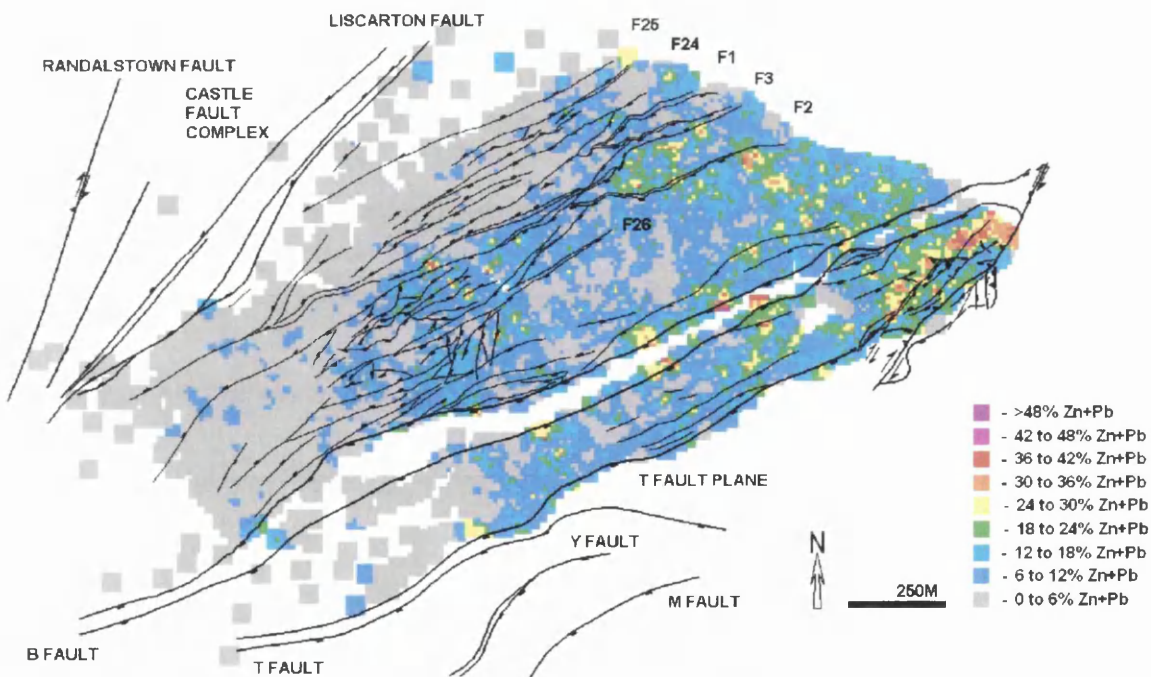 LISCARTON FAULT
F25
F24
F1
F3
F2
RANDALSTOWN FAULT
CASTLE
FAULT
COMPLEX
F26
- >48% Zn+Pb
- 42 to 48% Zn+Pb
- 36 to 42% Zn+Pb
- 30 to 36% Zn+Pb
- 24 to 30% Zn+Pb
- 18 to 24% Zn+Pb
- 12 to 18% Zn+Pb
- 6 to 12% Zn+Pb
- 0 to 6% Zn+Pb
T FAULT PLANE
Y FAULT
N
250M
M FAULT
B FAULT
T FAULT